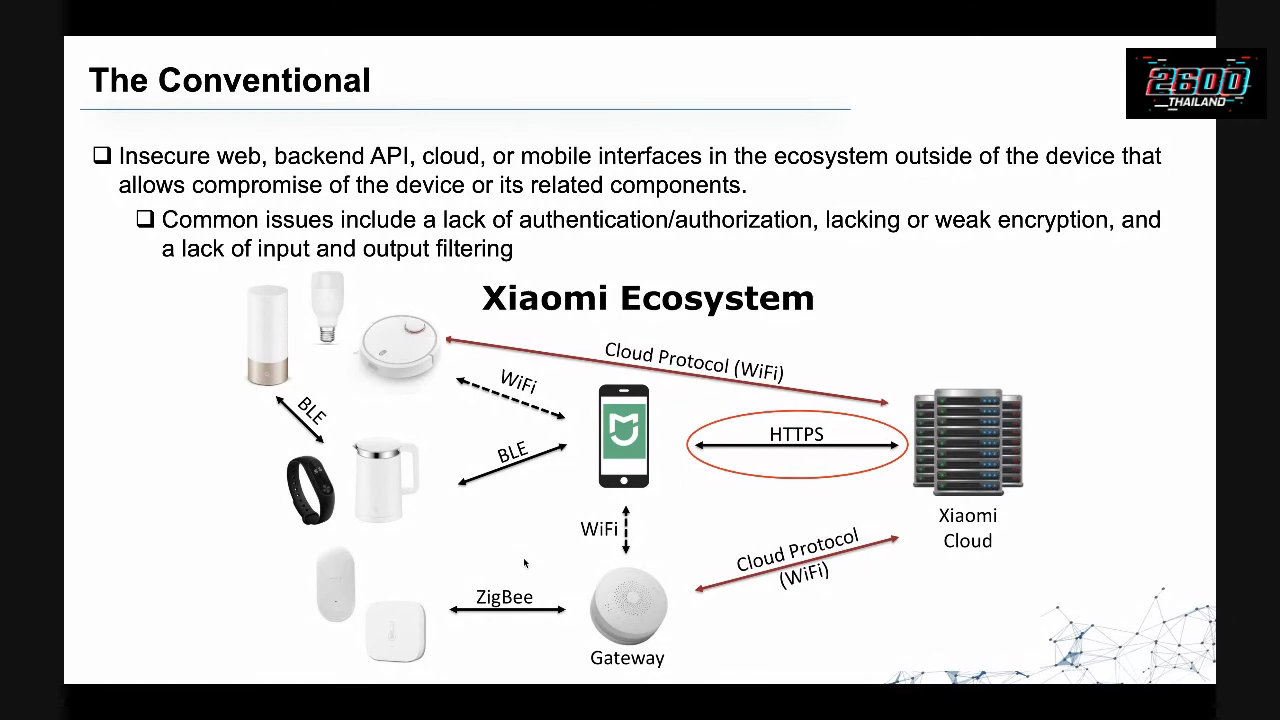 The Conventional
2600
THAILAND
Insecure web, backend API, cloud, or mobile interfaces in the ecosystem outside of the device that
allows compromise of the device or its related components.
Common issues include a lack of authentication/authorization, lacking or weak encryption, and
a lack of input and output filtering
Xiaomi Ecosystem
Cloud Protocol (WiFi)
WiFi
BLE
HTTPS
BLE
Xiaomi
Cloud
WiFi
Cloud Protocol
(WiFi)
ZigBee
Gateway